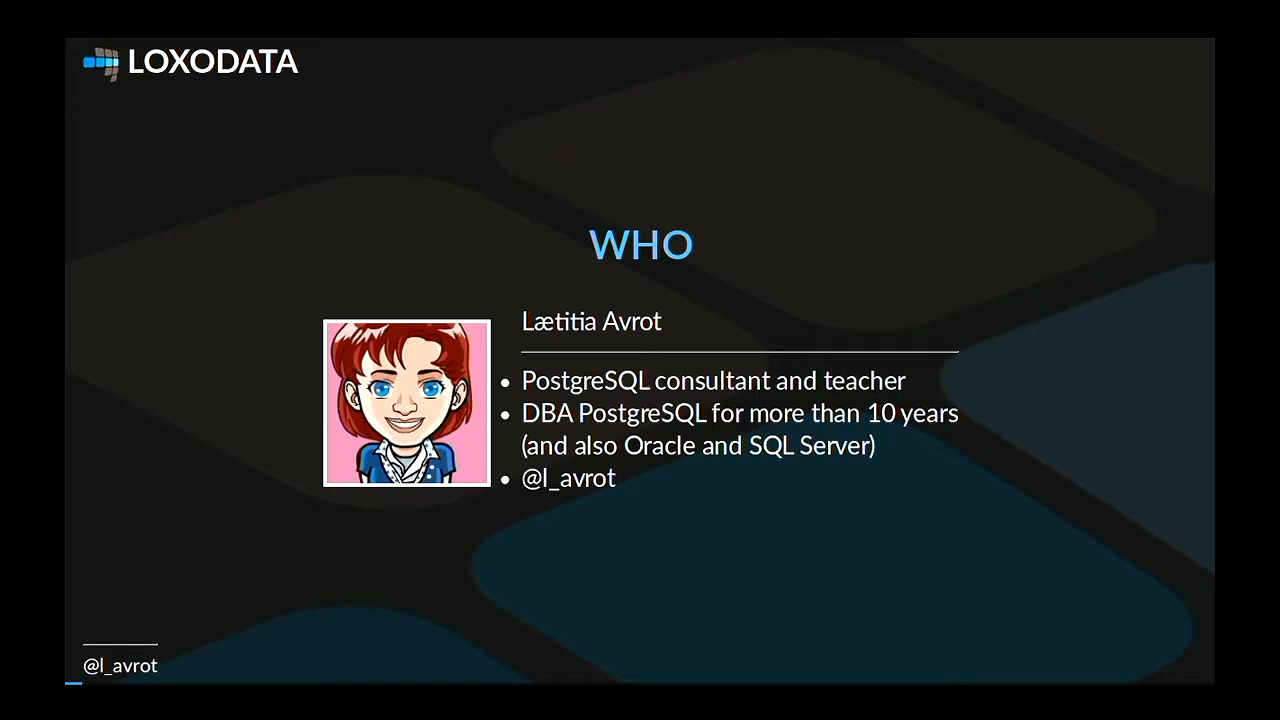 LOXODATA
WHO
Lætitia Avrot
PostgreSQL consultant and teacher
DBA PostgreSQL for more than 10 years
(and also Oracle and SQL Server)
@l_avrot
@l_avrot